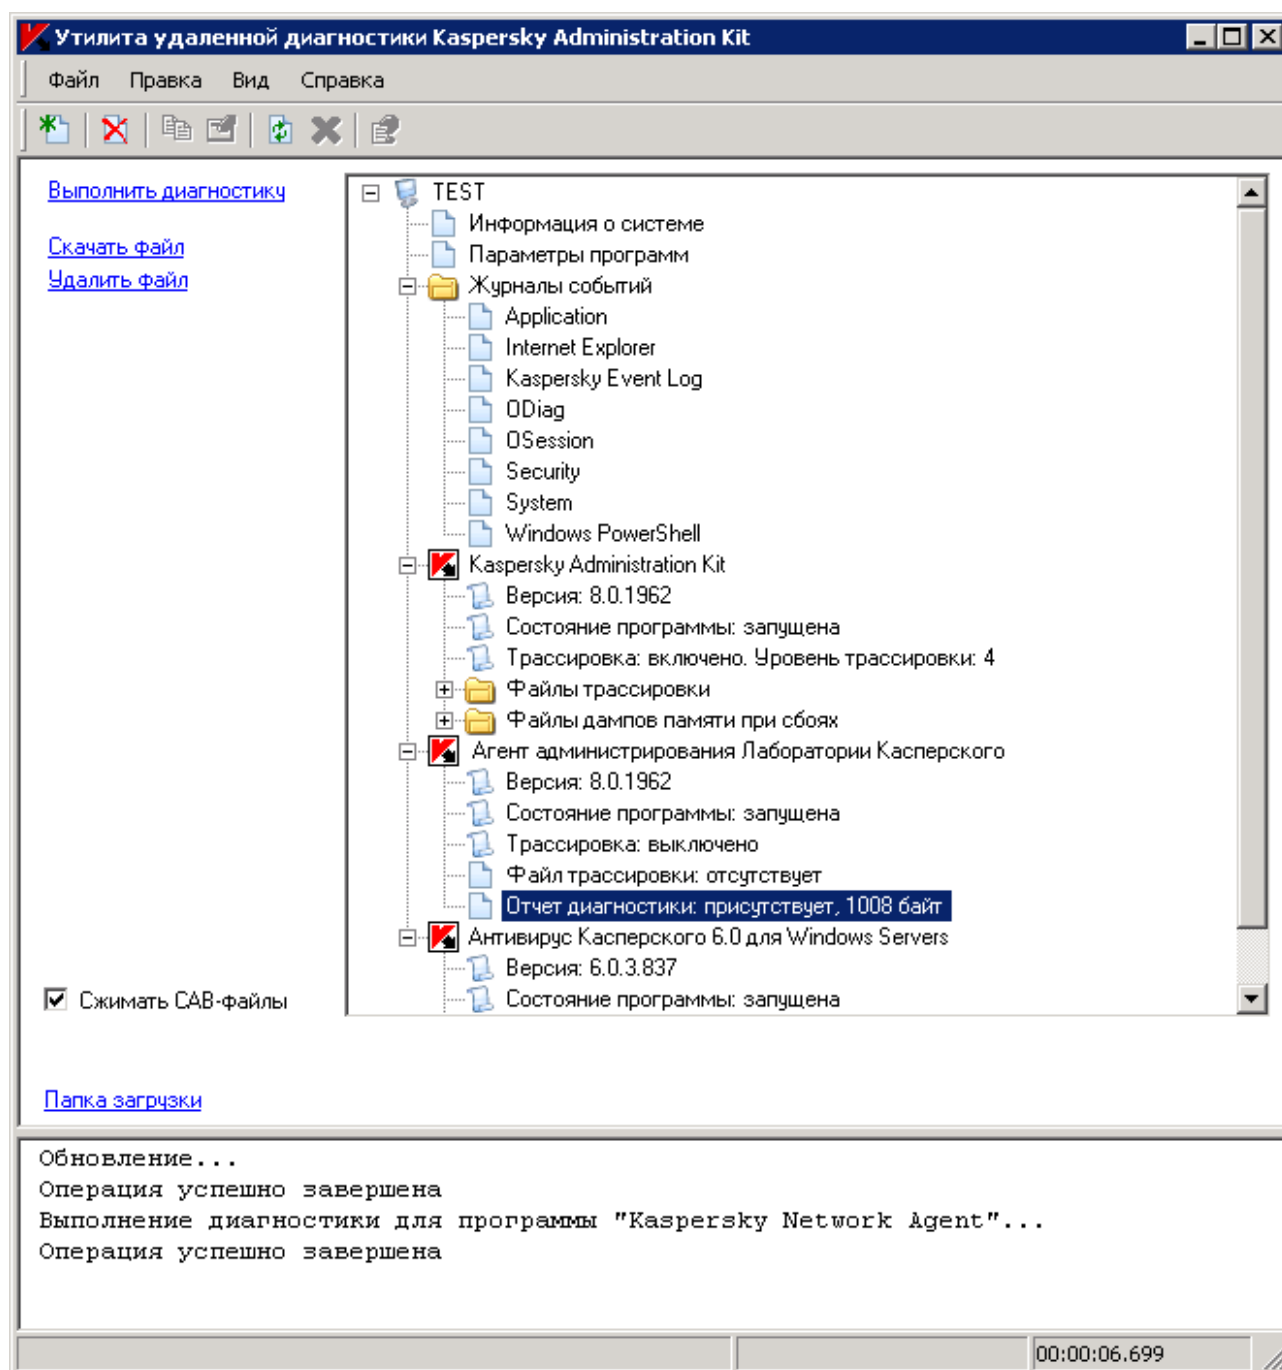 Утилита удаленной диагностики Kaspersky Administration Kit
Файл Правка Вид Справка
Выполнить диагностику
Скачать файл
Удалить файл
TEST
Информация о системе
Параметры программ
Журналы событий
Application
Internet Explorer
Kaspersky Event Log
ODiag
OSession
Security
System
Windows PowerShell
Kaspersky Administration Kit
Версия: 8.0.1962
Состояние программы: запущена
Трассировка: включено. Уровень трассировки: 4
Файлы трассировки
Файлы дампов памяти при сбоях
Агент администрирования Лаборатории Касперского
Версия: 8.0.1962
Состояние программы: запущена
Трассировка: выключено
Файл трассировки: отсутствует
Отчет диагностики: присутствует, 1008 байт
Антивирус Касперского 6.0 для Windows Servers
Версия: 6.0.3.837
Состояние программы: запущена
Сжимать CAB-файлы
Папка загрузки
Обновление...
Операция успешно завершена
Выполнение диагностики для программы "Kaspersky Network Agent"...
Операция успешно завершена
00:00:06.699